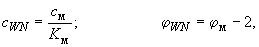 c_{WN} = \frac{c_м}{K_м}; φ_{WN} = φ_м − 2,